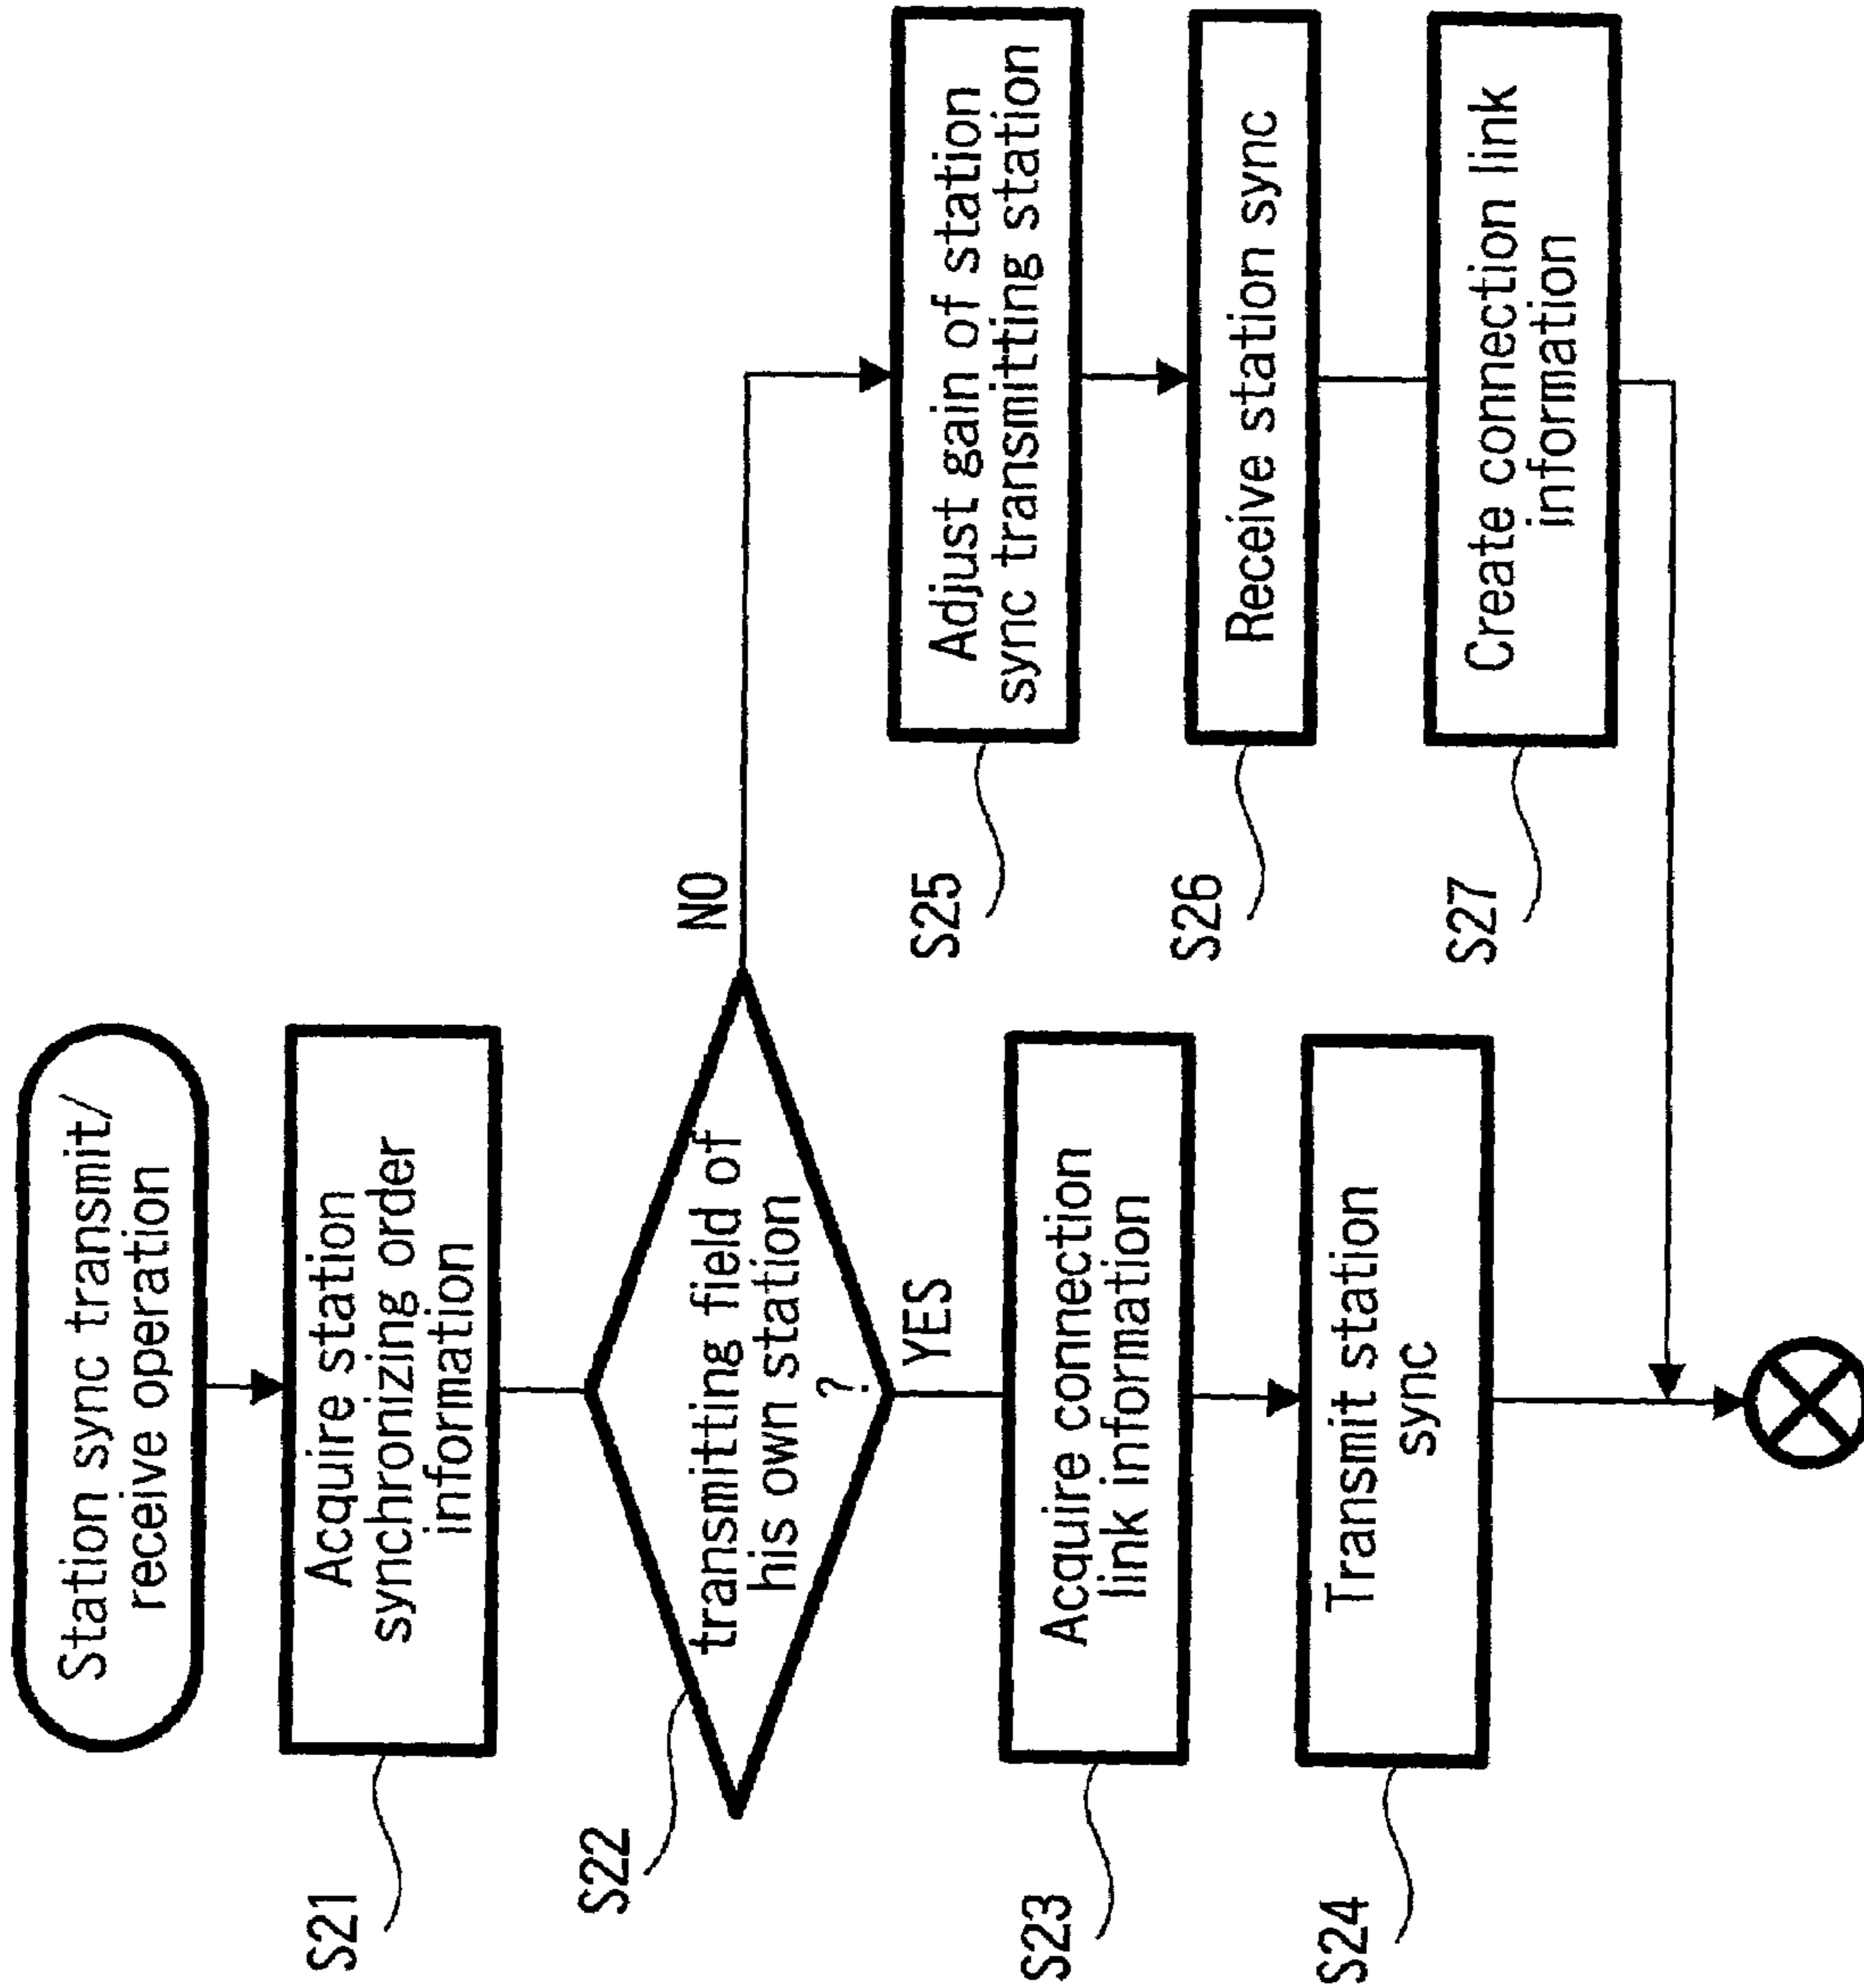 Station sync transmit/
receive operation
S21
Acquire station
synchronizing order
information
S22
transmitting field of
his own station
?
NO
YES
S23
Acquire connection
link information
S24
Transmit station
sync
S25
Adjust gain of station
sync transmitting station
S26
Receive station sync
S27
Create connection link
information